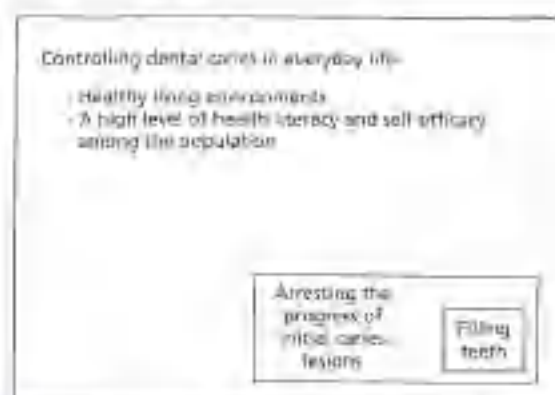 Controlling dental caries in everyday life
- Healthy living environments
- A high level of health literacy and self-efficacy
among the population
Arresting the
progress of
initial caries
lesions
Filling
teeth